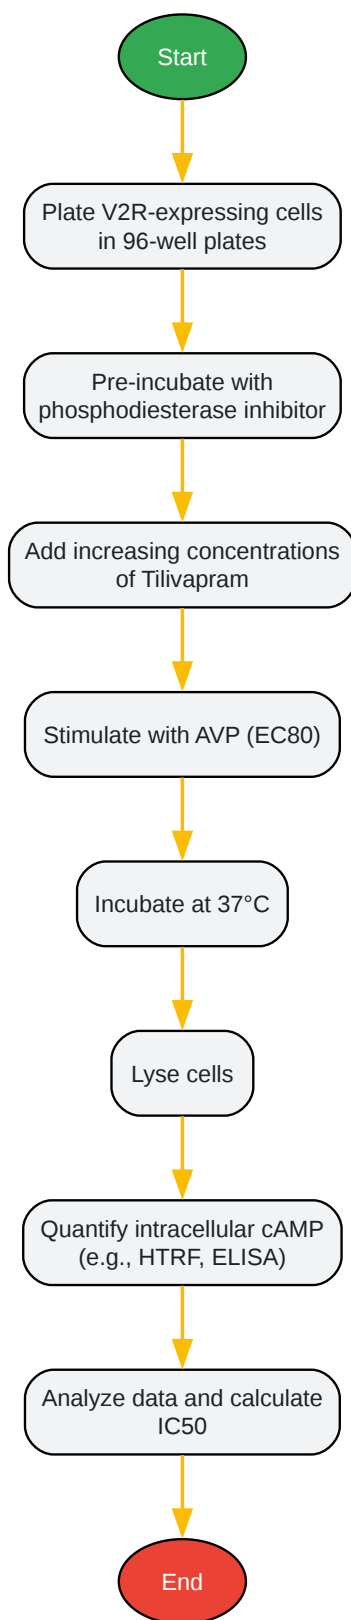 Start
Plate V2R-expressing cells
in 96-well plates
Pre-incubate with
phosphodiesterase inhibitor
Add increasing concentrations
of Tilivapram
Stimulate with AVP (EC80)
Incubate at 37°C
Lyse cells
Quantify intracellular cAMP
(e.g., HTRF, ELISA)
Analyze data and calculate
IC50
End